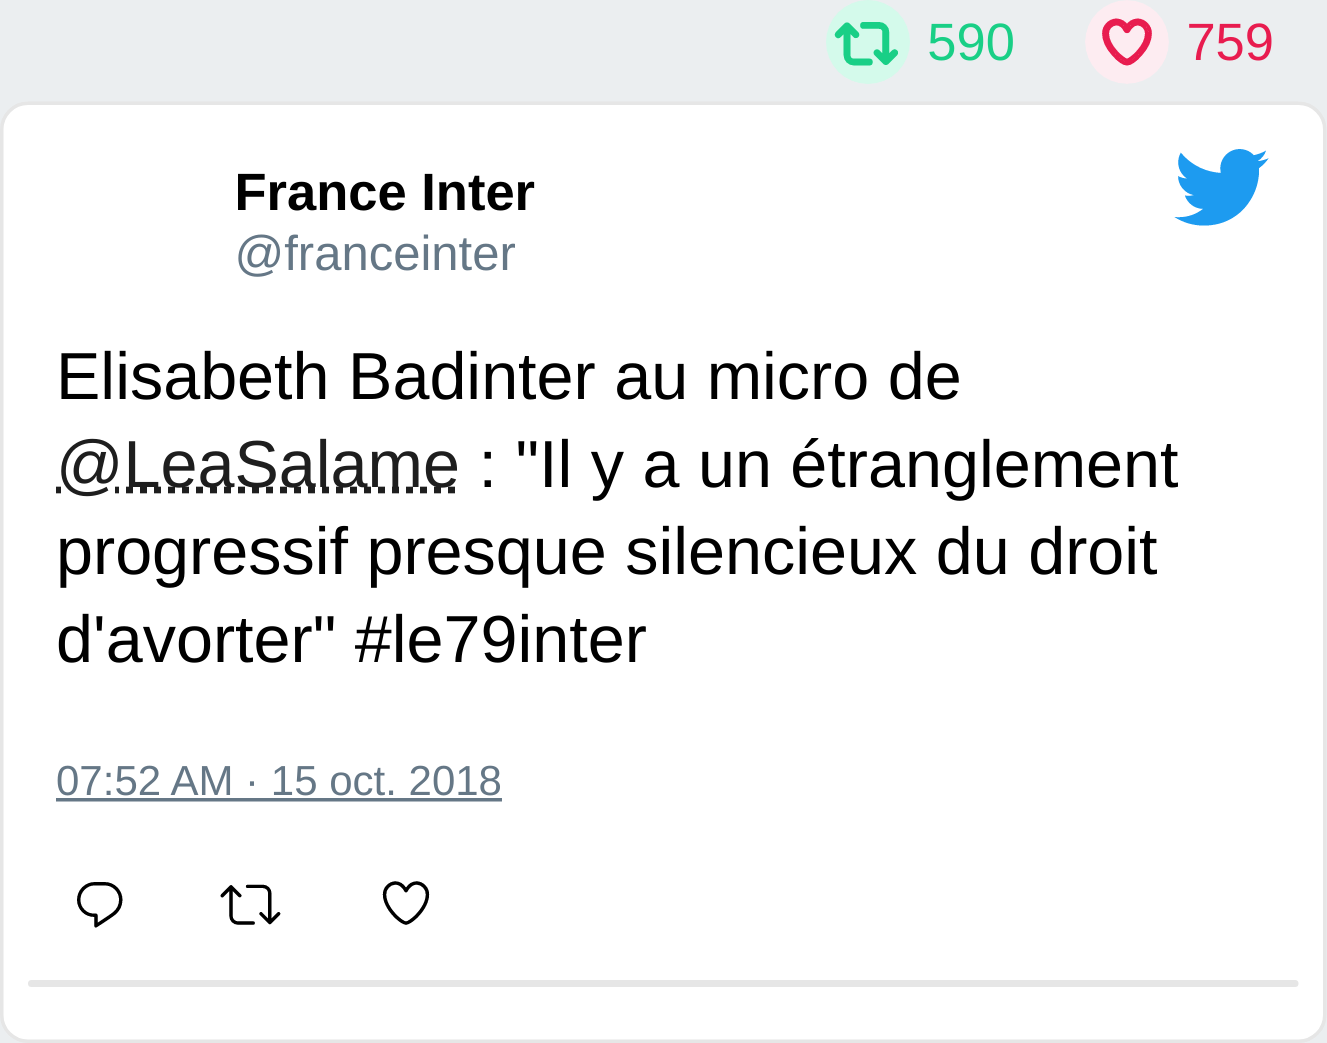 590 759
France Inter
@franceinter
Elisabeth Badinter au micro de
@LeaSalame : "Il y a un étranglement
progressif presque silencieux du droit
d'avorter" #le79inter
07:52 AM · 15 oct. 2018